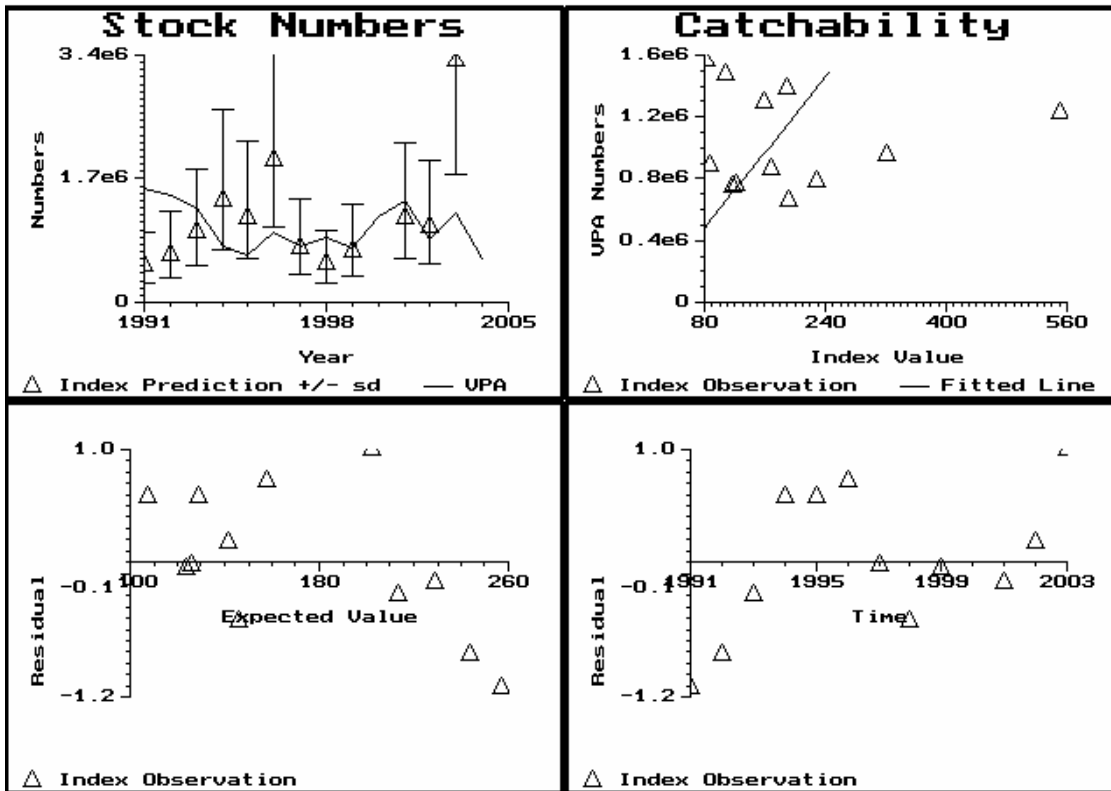 Stock Numbers
3.4e6
1.7e6
0
Numbers
1991 1998 2005
Year
Index Prediction +/- sd VPA
Catchability
1.6e6
1.2e6
0.8e6
0.4e6
0
VPA Numbers
80 240 400 560
Index Value
Index Observation Fitted Line
1.0
-0.1
-1.2
Residual
100 180 260
Expected Value
Index Observation
1.0
-0.1
-1.2
Residual
1991 1995 1999 2003
Time
Index Observation